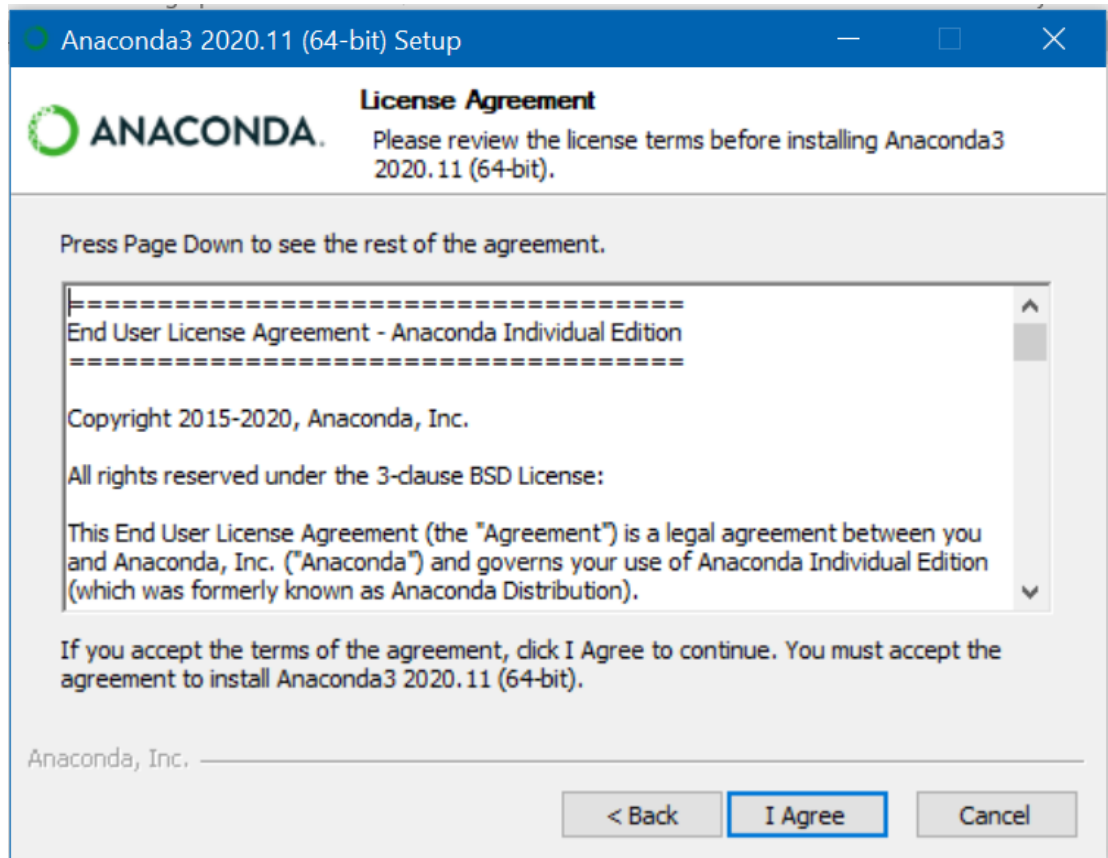 Anaconda3 2020.11 (64-bit) Setup
ANACONDA.
License Agreement
Please review the license terms before installing Anaconda3
2020.11 (64-bit).
Press Page Down to see the rest of the agreement.
===================================
End User License Agreement - Anaconda Individual Edition
===================================
Copyright 2015-2020, Anaconda, Inc.
All rights reserved under the 3-clause BSD License:
This End User License Agreement (the "Agreement") is a legal agreement between you
and Anaconda, Inc. ("Anaconda") and governs your use of Anaconda Individual Edition
(which was formerly known as Anaconda Distribution).
If you accept the terms of the agreement, click I Agree to continue. You must accept the
agreement to install Anaconda3 2020.11 (64-bit).
Anaconda, Inc.
< Back
I Agree
Cancel